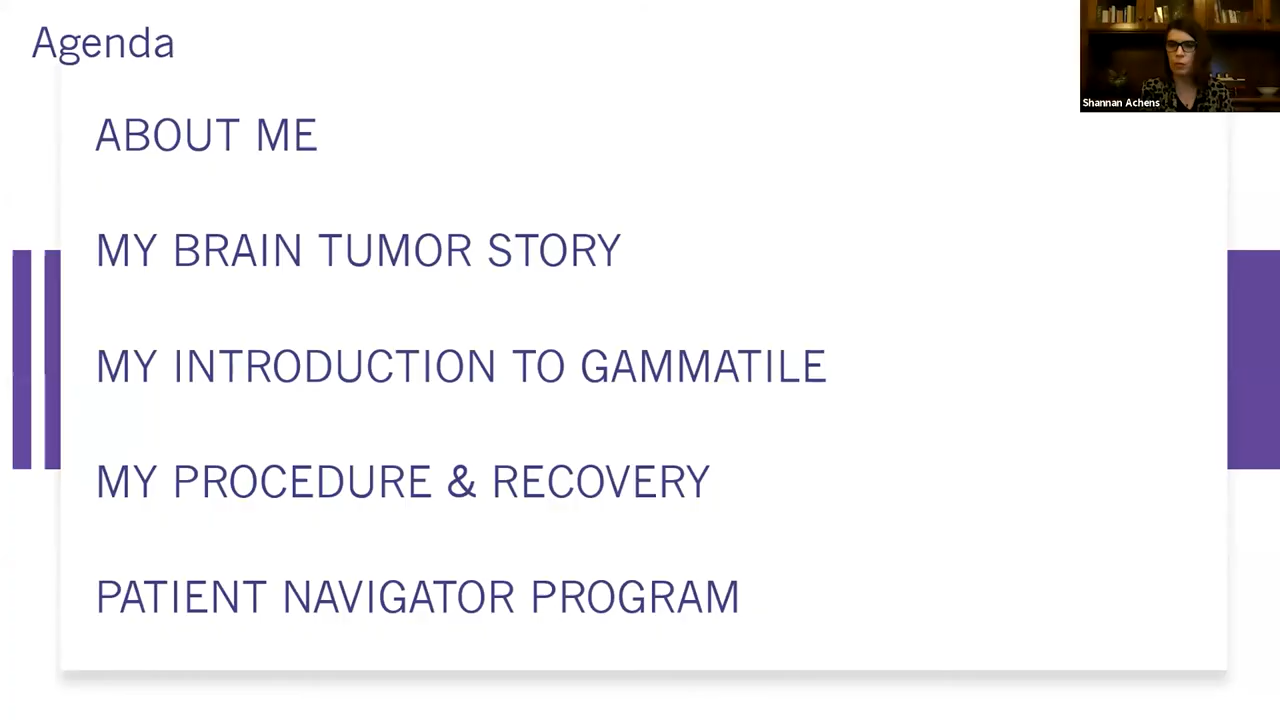 Agenda
Shannan Achens
ABOUT ME
MY BRAIN TUMOR STORY
MY INTRODUCTION TO GAMMATILE
MY PROCEDURE & RECOVERY
PATIENT NAVIGATOR PROGRAM